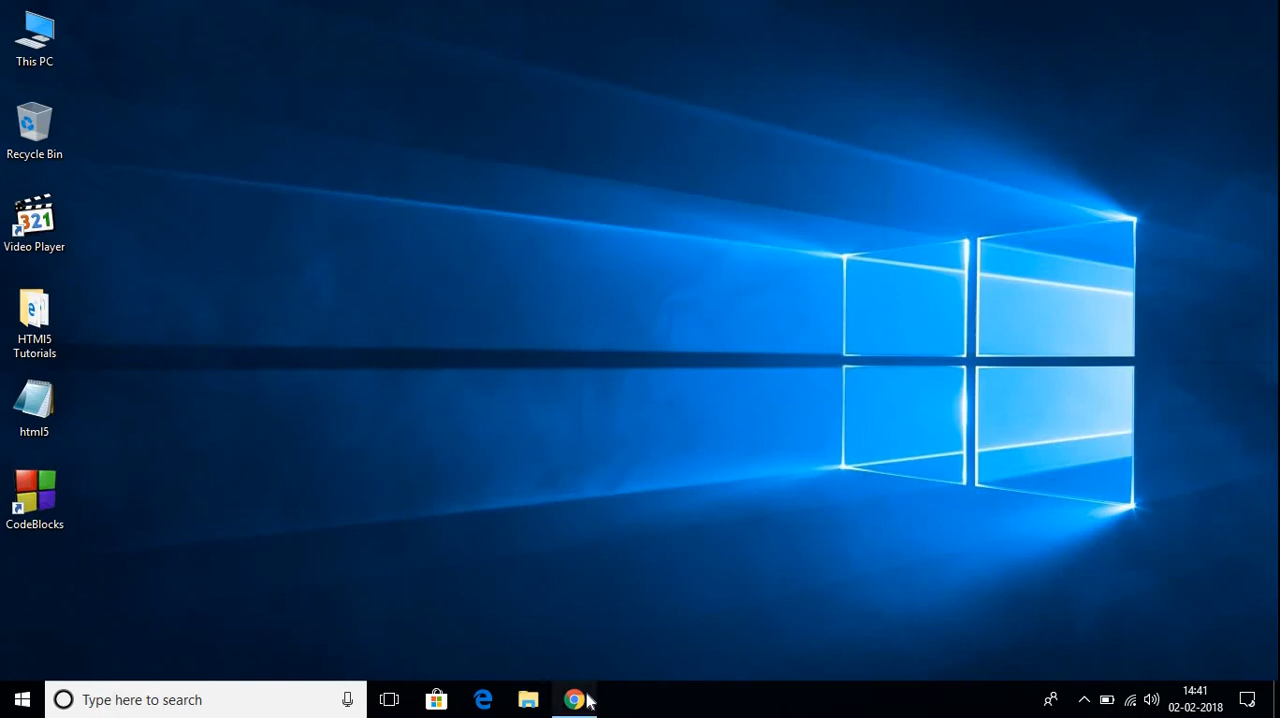 This PC
Recycle Bin
321
Video Player
HTMl5
Tutorials
html5
CodeBlocks
Type here to search
14:41
02-02-2018